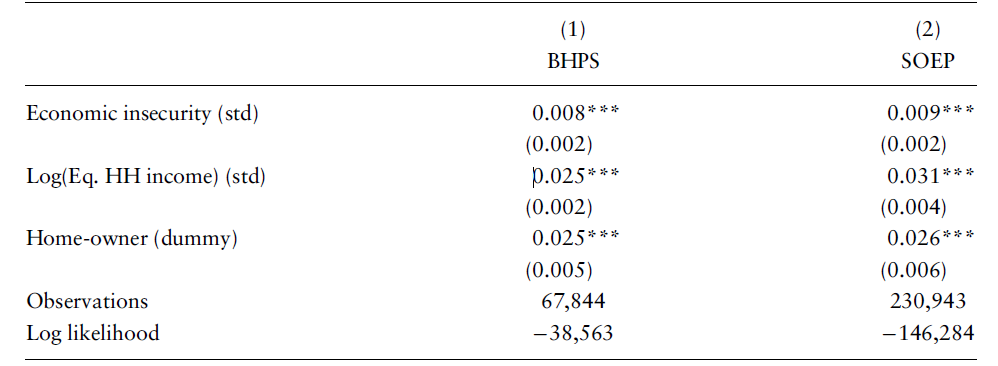 (1) (2)
BHPS SOEP
Economic insecurity (std) 0.008*** 0.009***
(0.002) (0.002)
Log(Eq. HH income) (std) 0.025*** 0.031***
(0.002) (0.004)
Home-owner (dummy) 0.025*** 0.026***
(0.005) (0.006)
Observations 67,844 230,943
Log likelihood −38,563 −146,284